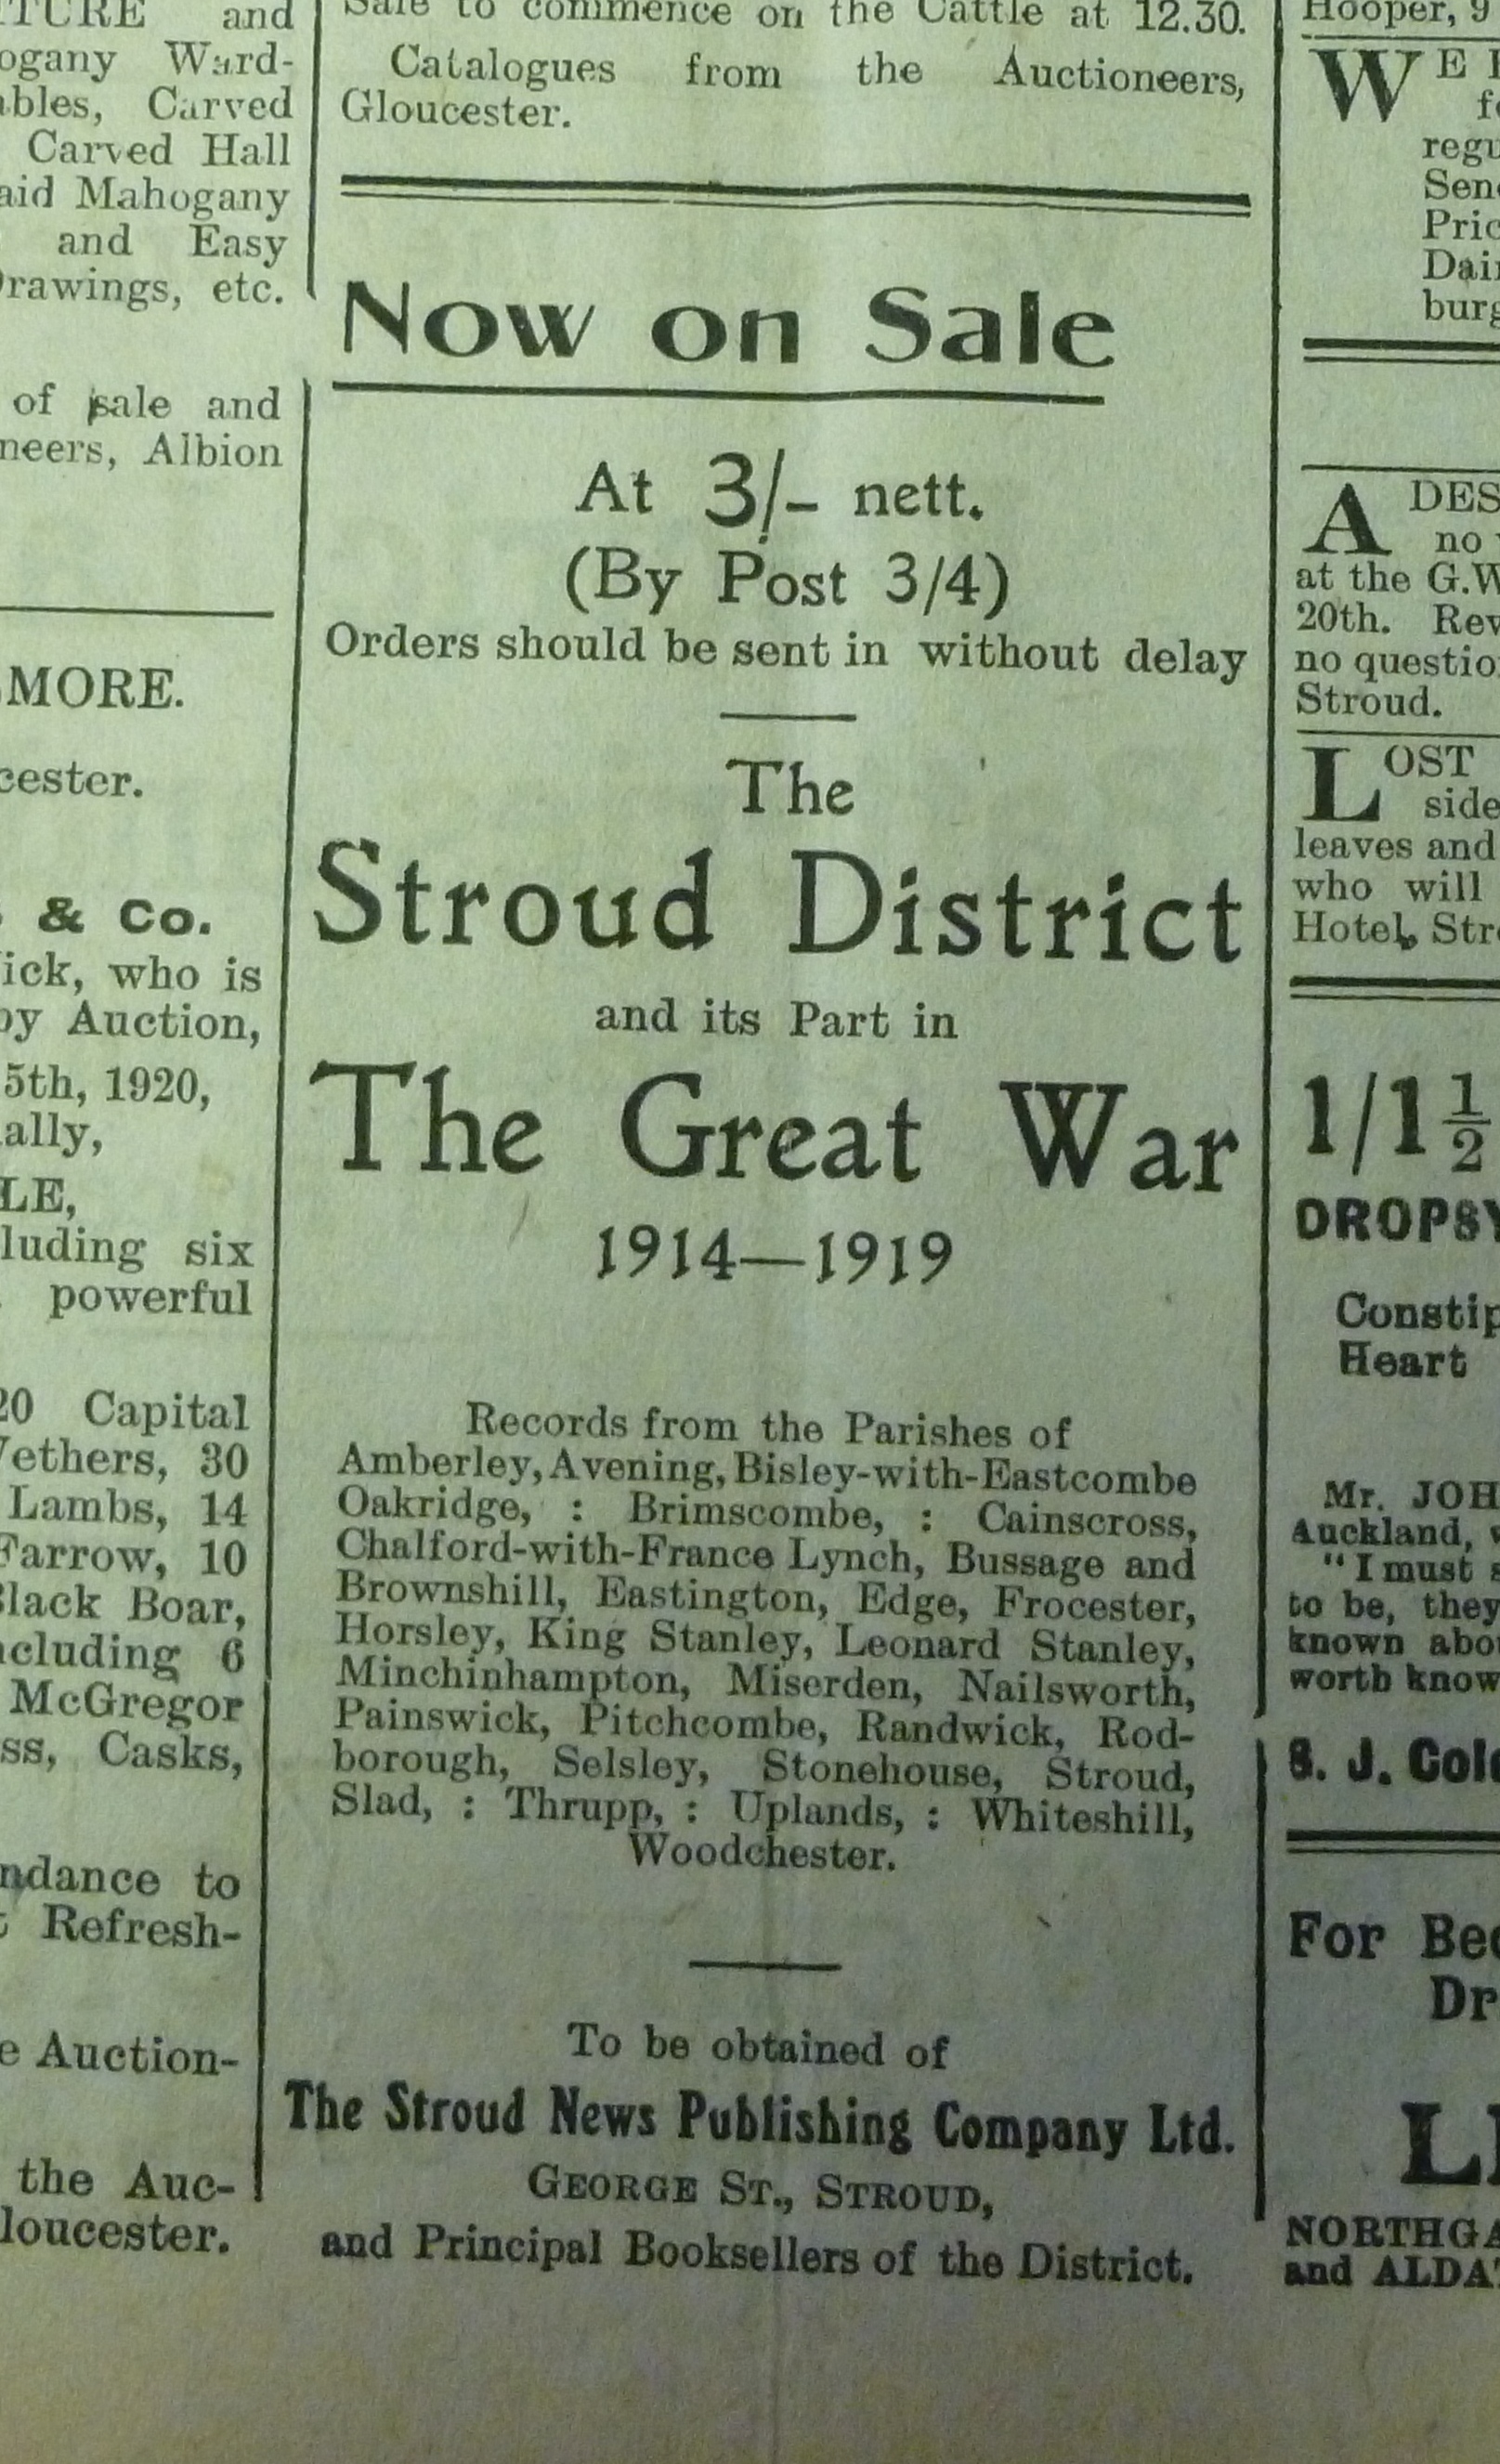 TURE and
ogany Ward-
bles, Carved
Carved Hall
aid Mahogany
and Easy
rawings, etc.
of sale and
neers, Albion
MORE.
cester.
& Co.
ick, who is
by Auction,
5th, 1920,
ally,
LE,
luding six
powerful
20 Capital
ethers, 30
Lambs, 14
Farrow, 10
Black Boar,
ncluding 6
McGregor
ss, Casks,
ndance to
Refresh-
e Auction-
the Auc-
loucester.
Sale to commence on the Cattle at 12.30.
Catalogues from the Auctioneers,
Gloucester.
Now on Sale
At 3/- nett.
(By Post 3/4)
Orders should be sent in without delay
The
Stroud District
and its Part in
The Great War
1914—1919
Records from the Parishes of
Amberley, Avening, Bisley-with-Eastcombe
Oakridge, : Brimscombe, : Cainscross,
Chalford-with-France Lynch, Bussage and
Brownshill, Eastington, Edge, Frocester,
Horsley, King Stanley, Leonard Stanley,
Minchinhampton, Miserden, Nailsworth,
Painswick, Pitchcombe, Randwick, Rod-
borough, Selsley, Stonehouse, Stroud,
Slad, : Thrupp, : Uplands, : Whiteshill,
Woodchester.
To be obtained of
The Stroud News Publishing Company Ltd.
GEORGE ST., STROUD,
and Principal Booksellers of the District.
Hooper, 9
WE
regu
Sen
Pric
Dai
burg
A DES
no
at the G.W
20th. Rev
no questio
Stroud.
LOST
side
leaves and
who will
Hotel, Str
1/1½
DROPSY
Constip
Heart
Mr. JOH
Auckland,
"I must
to be, they
known abo
worth know
S. J. Col
For Bed
Dr
L
NORTHGA
and ALDAT